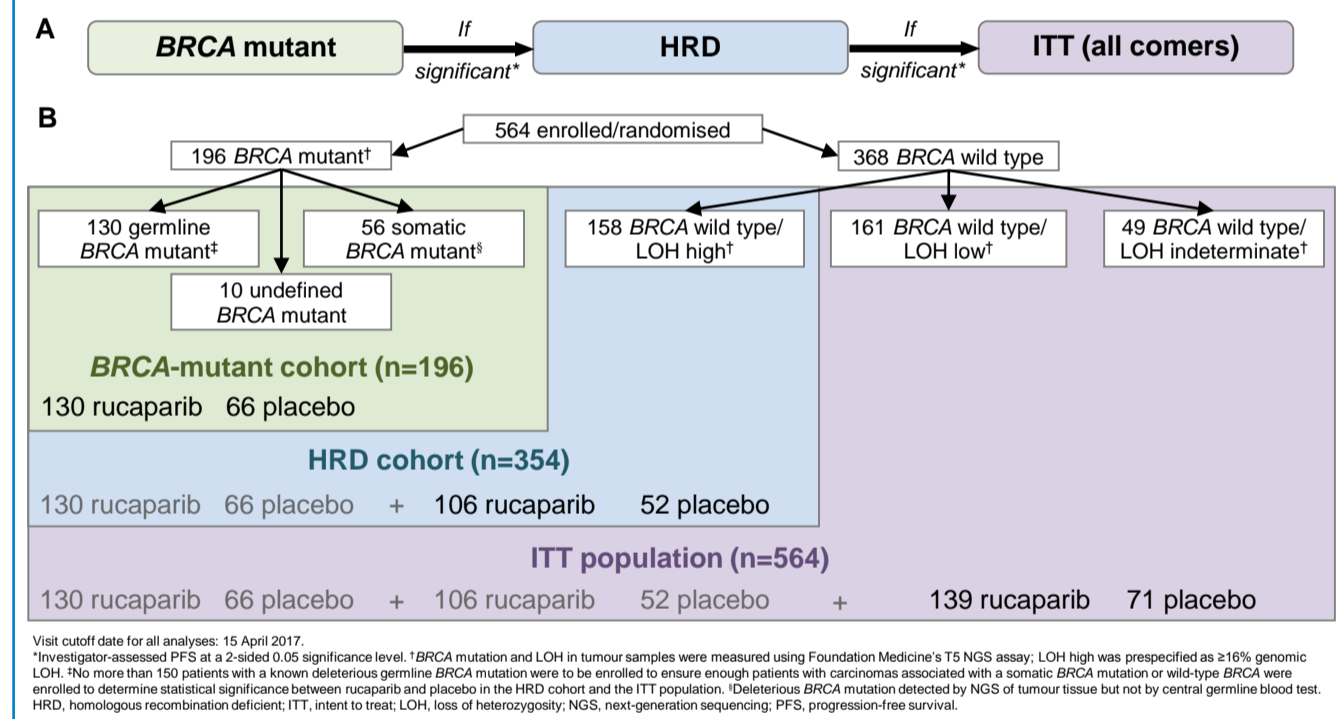 A
BRCA mutant
If
significant*
HRD
If
significant*
ITT (all comers)
B
564 enrolled/randomised
196 BRCA mutant†
368 BRCA wild type
130 germline
BRCA mutant‡
56 somatic
BRCA mutant§
158 BRCA wild type/
LOH high†
161 BRCA wild type/
LOH low†
49 BRCA wild type/
LOH indeterminate†
10 undefined
BRCA mutant
BRCA-mutant cohort (n=196)
130 rucaparib 66 placebo
HRD cohort (n=354)
130 rucaparib 66 placebo + 106 rucaparib 52 placebo
ITT population (n=564)
130 rucaparib 66 placebo + 106 rucaparib 52 placebo + 139 rucaparib 71 placebo
Visit cutoff date for all analyses: 15 April 2017.
*Investigator-assessed PFS at a 2-sided 0.05 significance level. †BRCA mutation and LOH in tumour samples were measured using Foundation Medicine's T5 NGS assay; LOH high was prespecified as ≥16% genomic
LOH. ‡No more than 150 patients with a known deleterious germline BRCA mutation were to be enrolled to ensure enough patients with carcinomas associated with a somatic BRCA mutation or wild-type BRCA were
enrolled to determine statistical significance between rucaparib and placebo in the HRD cohort and the ITT population. §Deleterious BRCA mutation detected by NGS of tumour tissue but not by central germline blood test.
HRD, homologous recombination deficient; ITT, intent to treat; LOH, loss of heterozygosity; NGS, next-generation sequencing; PFS, progression-free survival.